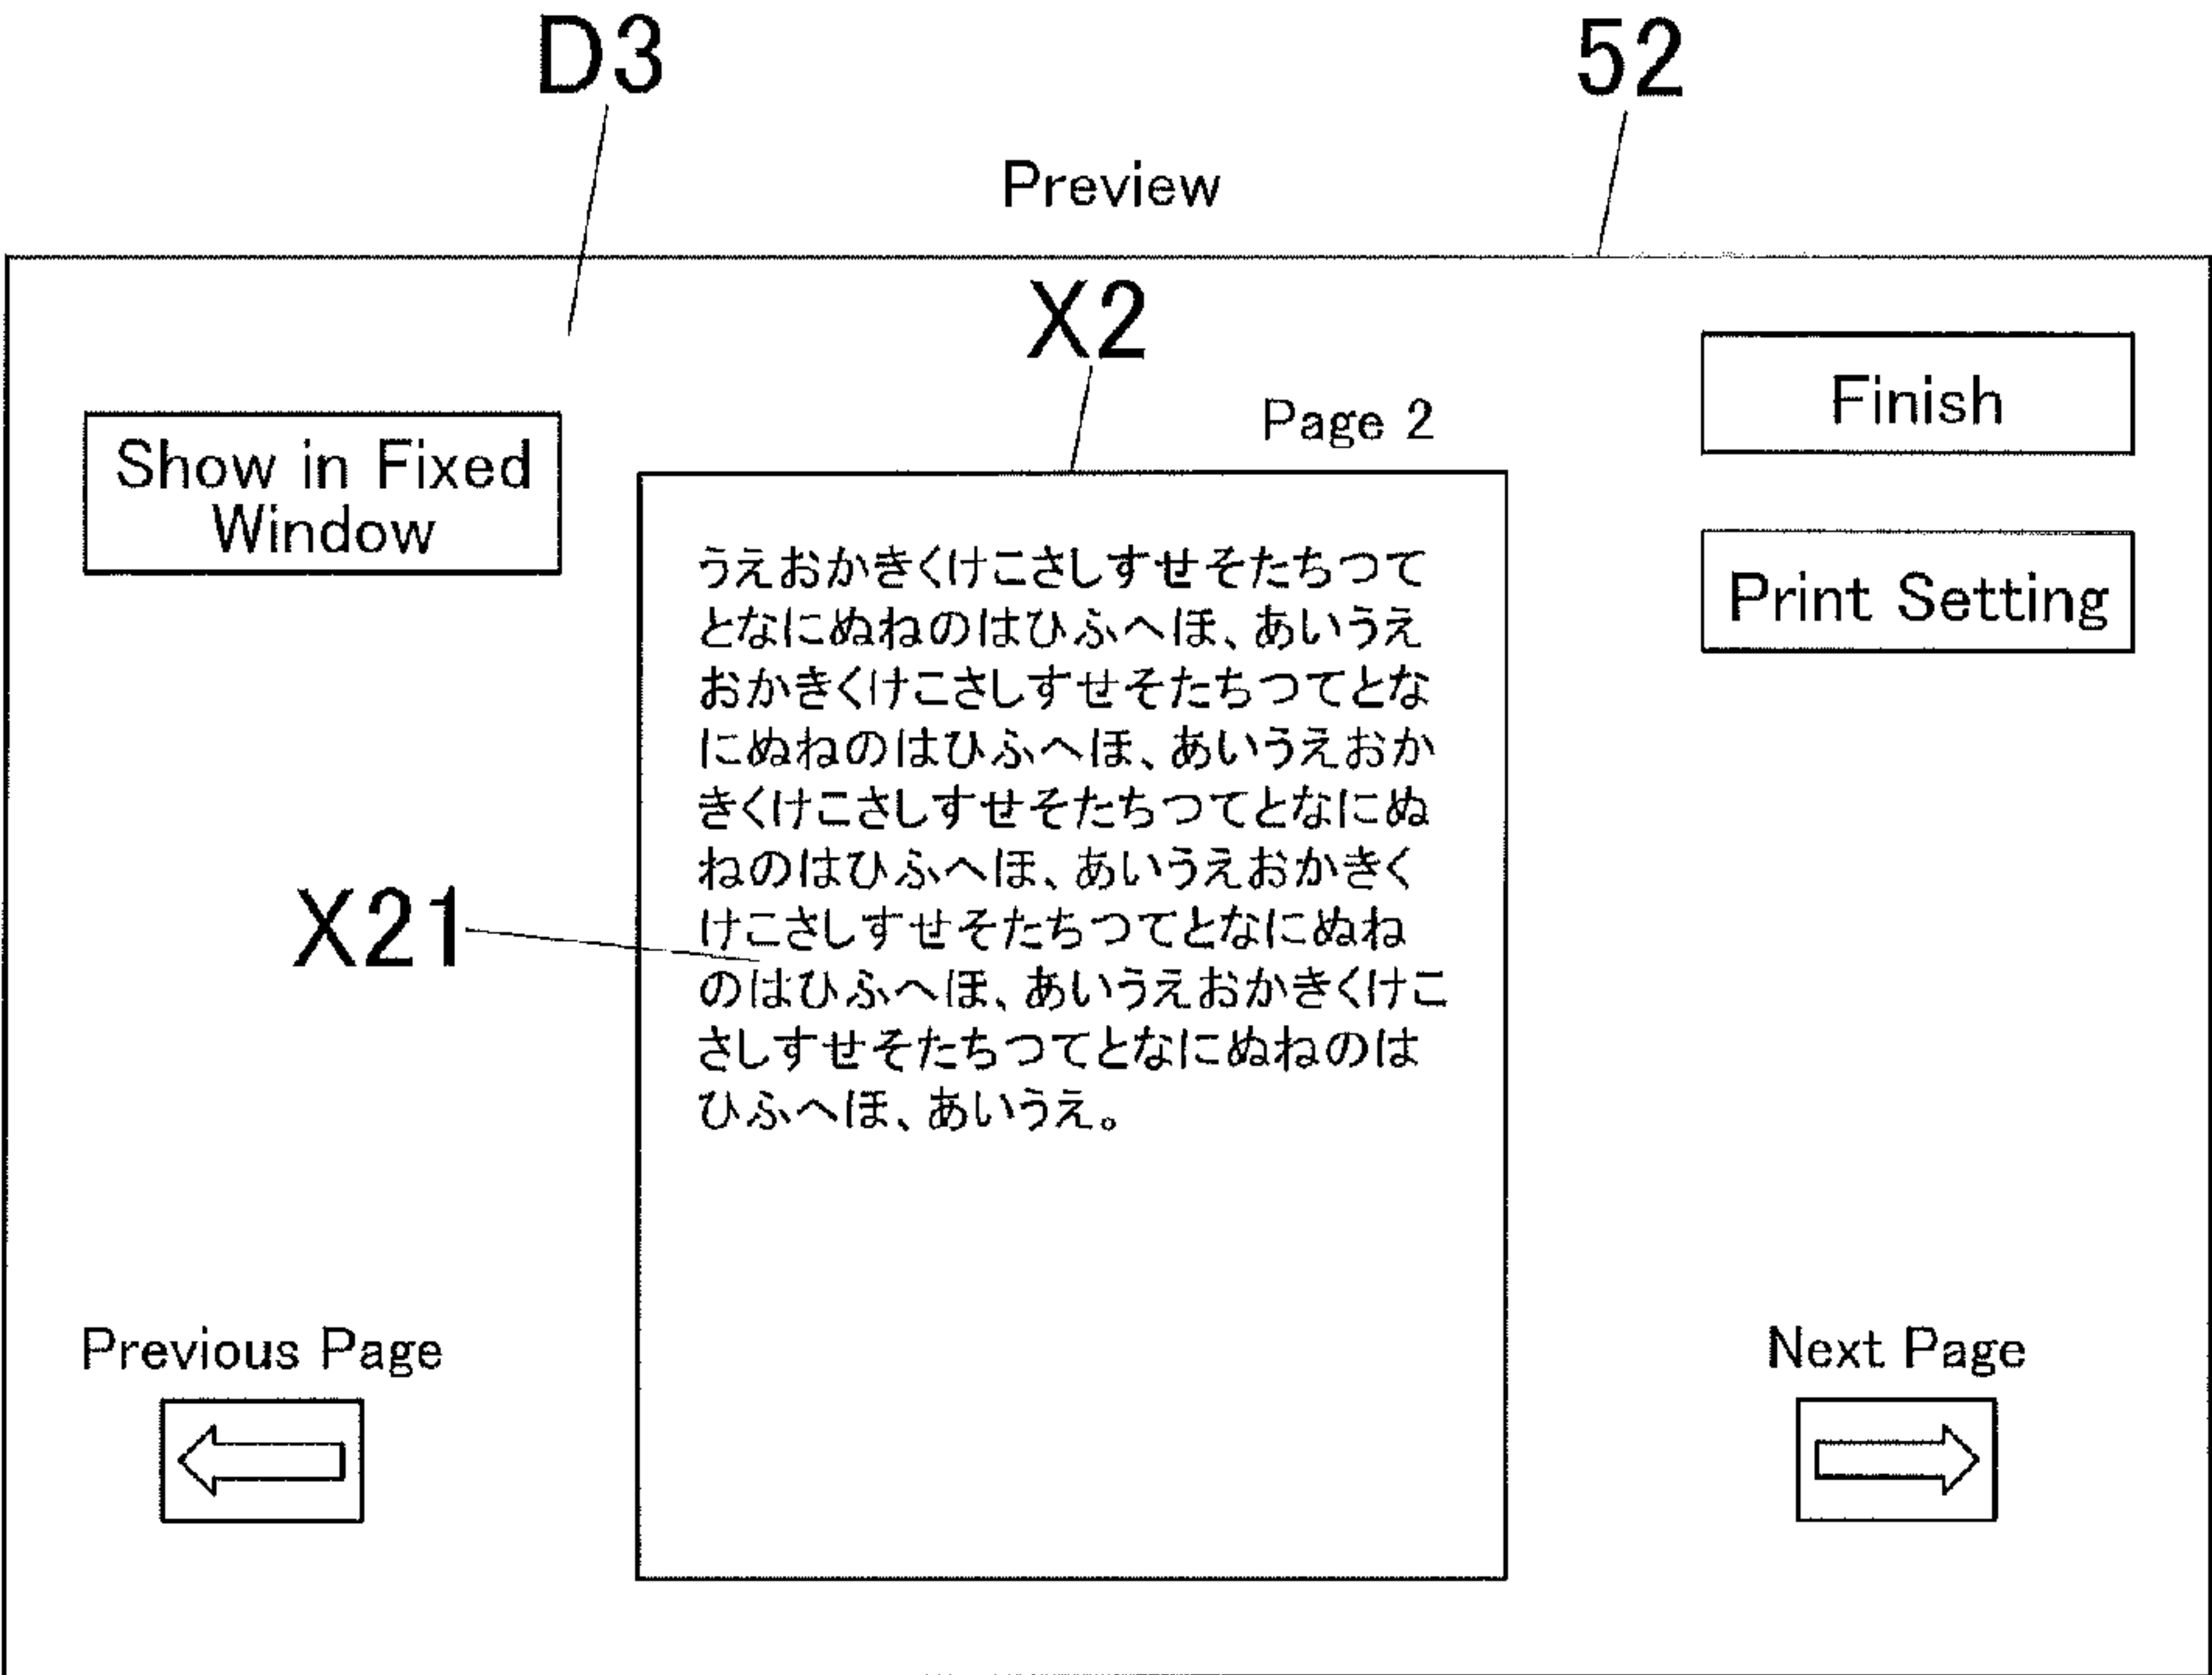 D3
52
Preview
X2
Page 2
Finish
Show in Fixed
Window
Print Setting
うえおかきくけこさしすせそたちつて
となにぬねのはひふへほ、あいうえ
おかきくけこさしすせそたちつてとな
にぬねのはひふへほ、あいうえおか
きくけこさしすせそたちつてとなにぬ
ねのはひふへほ、あいうえおかきく
けこさしすせそたちつてとなにぬね
のはひふへほ、あいうえおかきくけこ
さしすせそたちつてとなにぬねのは
ひふへほ、あいうえ。
X21
Previous Page
Next Page